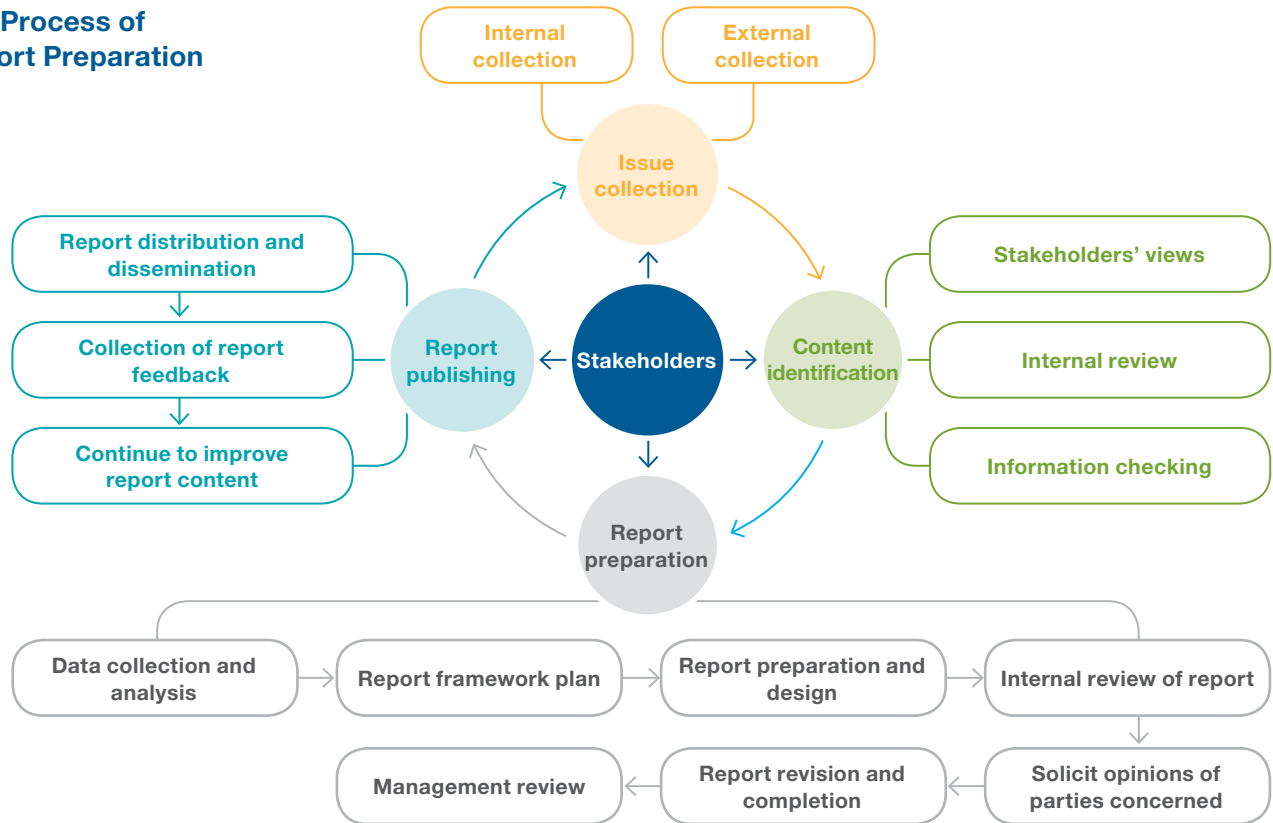 Process of
ort Preparation
Internal
collection
External
collection
Issue
collection
Report distribution and
dissemination
Collection of report
feedback
Continue to improve
report content
Report
publishing
Stakeholders
Content
identification
Stakeholders' views
Internal review
Information checking
Report
preparation
Data collection and
analysis
Report framework plan
Report preparation and
design
Internal review of report
Management review
Report revision and
completion
Solicit opinions of
parties concerned